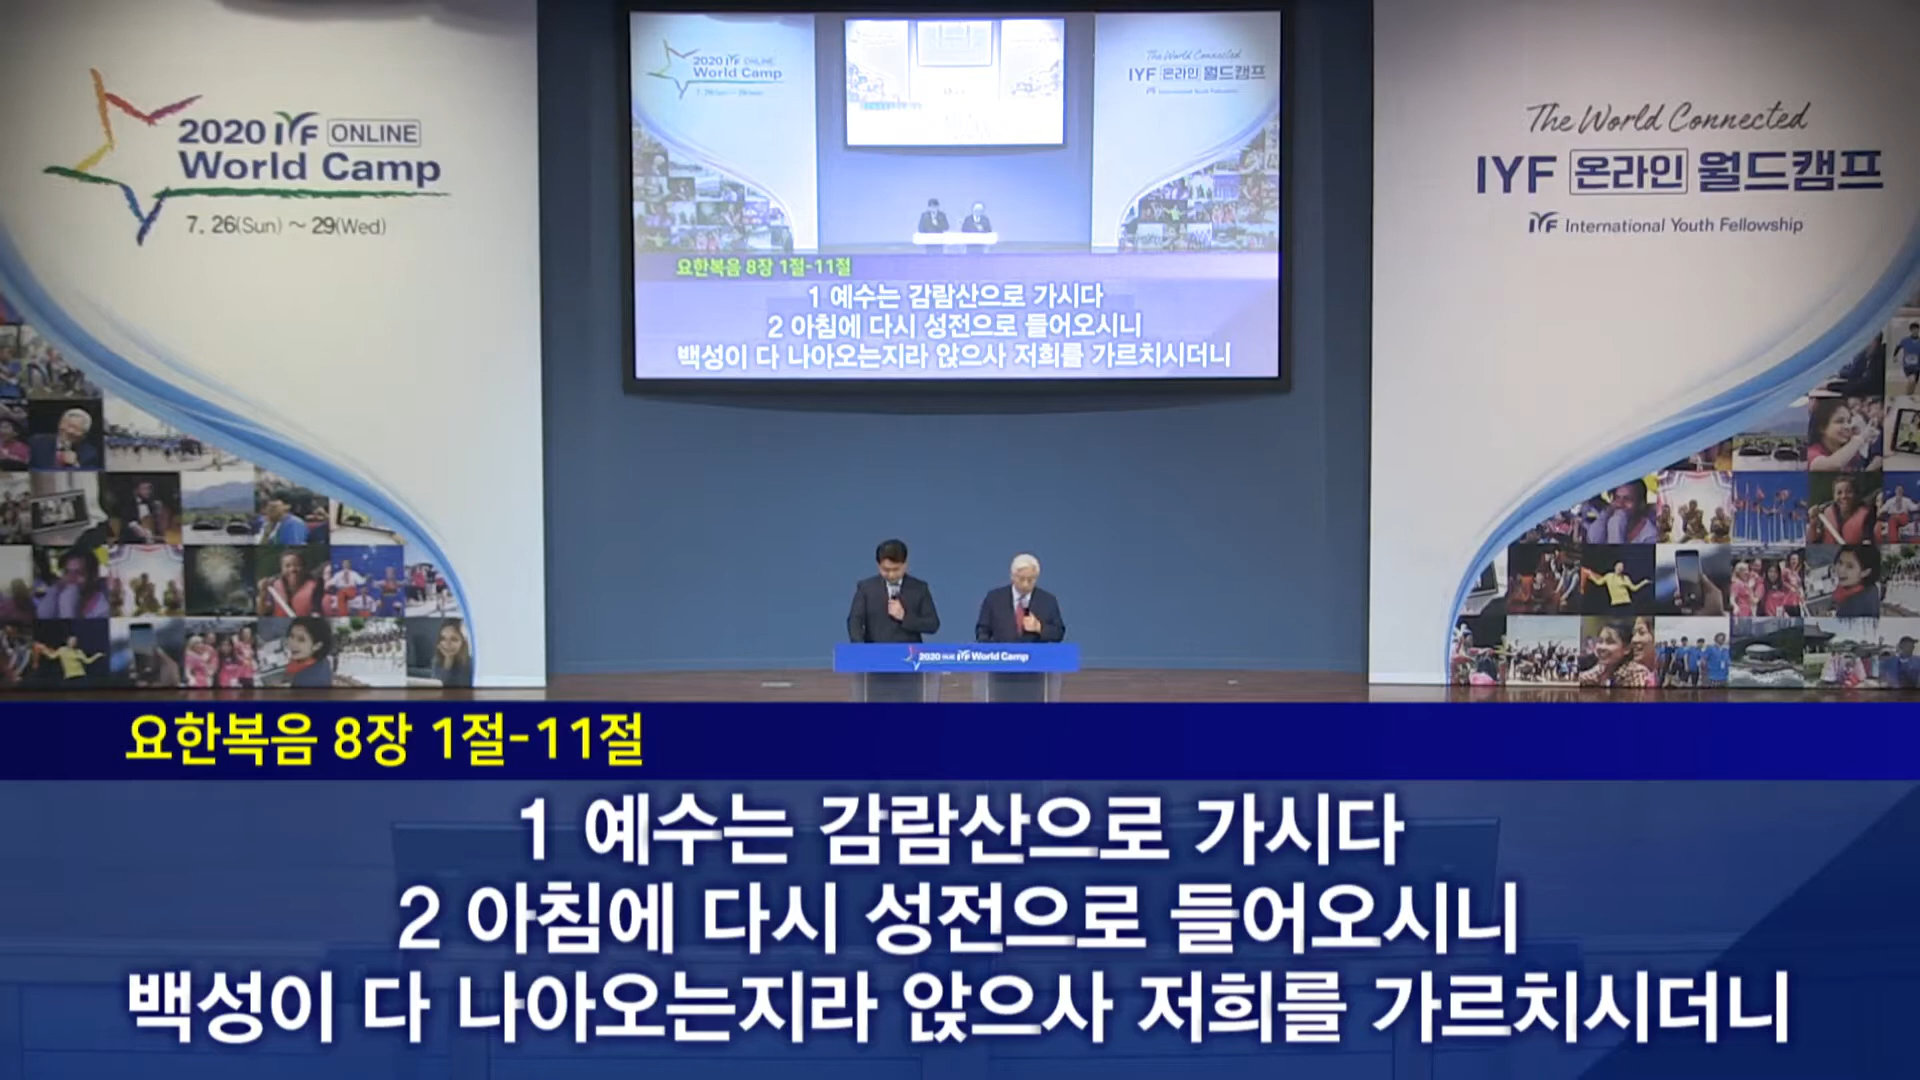 2020 IYF ONLINE
World Camp
7. 26(Sun) ~ 29(Wed)
2020 IYF ONLINE
World Camp
The World Connected
IYF 온라인 월드캠프
요한복음 8장 1절-11절
1 예수는 감람산으로 가시다
2 아침에 다시 성전으로 들어오시니
백성이 다 나아오는지라 앉으사 저희를 가르치시더니
The World Connected
IYF 온라인 월드캠프
IYF International Youth Fellowship
2020 ONLINE IYF World Camp
요한복음 8장 1절-11절
1 예수는 감람산으로 가시다
2 아침에 다시 성전으로 들어오시니
백성이 다 나아오는지라 앉으사 저희를 가르치시더니